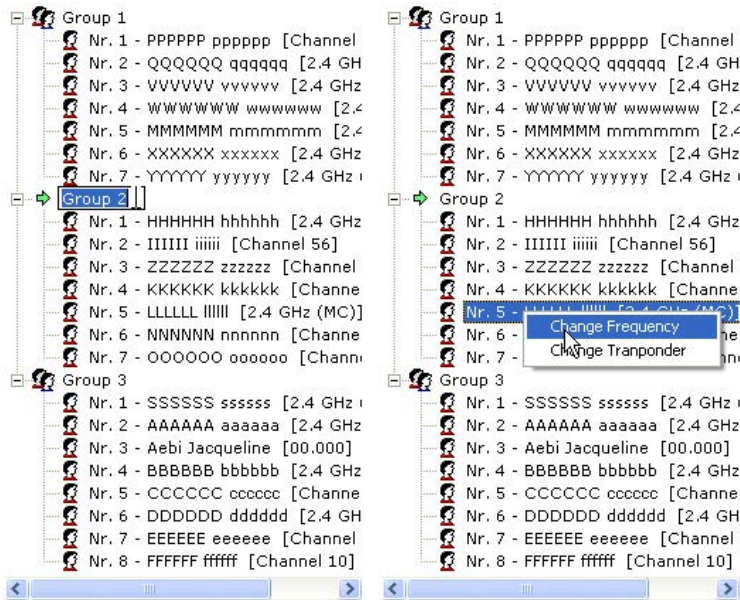 Group 1
Nr. 1 - PPPPPP pppppp [Channel
Nr. 2 - QQQQQQ qqqqqq [2.4 GH
Nr. 3 - VVVVVV vvvvvv [2.4 GHz
Nr. 4 - WWWWWW wwwwww [2.4
Nr. 5 - MMMMMM mmmmmm [2.4
Nr. 6 - XXXXXX xxxxxx [2.4 GHz
Nr. 7 - YYYYYY yyyyyy [2.4 GHz (
Group 2
Nr. 1 - HHHHHH hhhhhh [2.4 GHz
Nr. 2 - IIIIII iiiiii [Channel 56]
Nr. 3 - ZZZZZZ zzzzzz [Channel
Nr. 4 - KKKKKK kkkkkk [Channe
Nr. 5 - LLLLLL llllll [2.4 GHz (MC)]
Nr. 6 - NNNNNN nnnnnn [Channe
Nr. 7 - OOOOOO oooooo [Channe
Group 3
Nr. 1 - SSSSSS ssssss [2.4 GHz (
Nr. 2 - AAAAAA aaaaaa [2.4 GHz
Nr. 3 - Aebi Jacqueline [00.000]
Nr. 4 - BBBBBB bbbbbb [2.4 GHz
Nr. 5 - CCCCCC cccccc [Channe
Nr. 6 - DDDDDD dddddd [2.4 GH
Nr. 7 - EEEEEE eeeeee [Channel
Nr. 8 - FFFFFF ffffff [Channel 10]
Group 1
Nr. 1 - PPPPPP pppppp [Channel
Nr. 2 - QQQQQQ qqqqqq [2.4 GH
Nr. 3 - VVVVVV vvvvvv [2.4 GHz
Nr. 4 - WWWWWW wwwwww [2.4
Nr. 5 - MMMMMM mmmmmm [2.4
Nr. 6 - XXXXXX xxxxxx [2.4 GHz
Nr. 7 - YYYYYY yyyyyy [2.4 GHz (
Group 2
Nr. 1 - HHHHHH hhhhhh [2.4 GHz
Nr. 2 - IIIIII iiiiii [Channel 56]
Nr. 3 - ZZZZZZ zzzzzz [Channel
Nr. 4 - KKKKKK kkkkkk [Channe
Nr. 5 - LLLLLL llllll [2.4 GHz (MC)]
Nr. 6 -
Change Frequency
Nr. 7 -
Change Tranponder
Group 3
Nr. 1 - SSSSSS ssssss [2.4 GHz (
Nr. 2 - AAAAAA aaaaaa [2.4 GHz
Nr. 3 - Aebi Jacqueline [00.000]
Nr. 4 - BBBBBB bbbbbb [2.4 GHz
Nr. 5 - CCCCCC cccccc [Channe
Nr. 6 - DDDDDD dddddd [2.4 GH
Nr. 7 - EEEEEE eeeeee [Channel
Nr. 8 - FFFFFF ffffff [Channel 10]